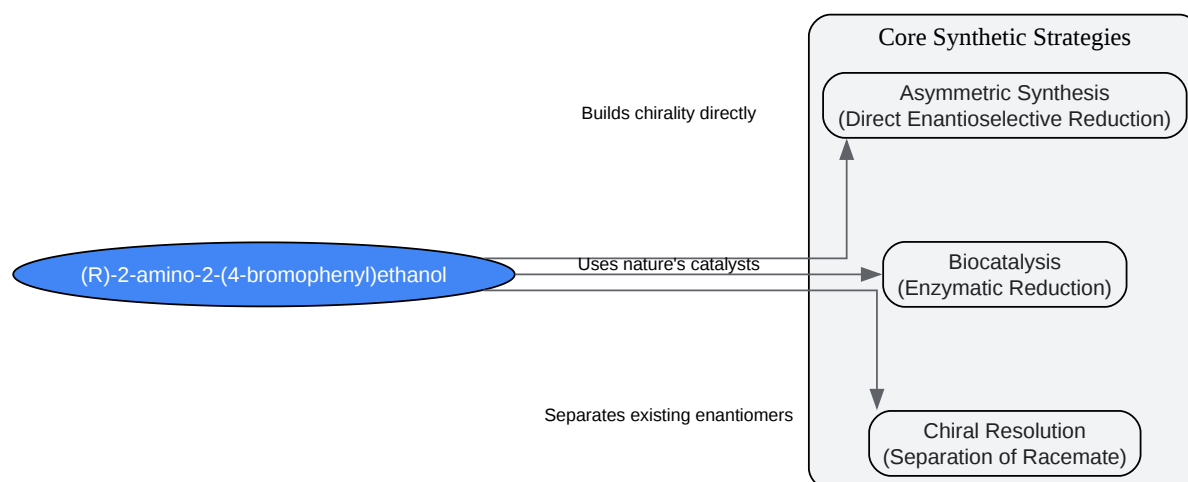 Core Synthetic Strategies
Asymmetric Synthesis
(Direct Enantioselective Reduction)
Builds chirality directly
(R)-2-amino-2-(4-bromophenyl)ethanol
Uses nature's catalysts
Biocatalysis
(Enzymatic Reduction)
Separates existing enantiomers
Chiral Resolution
(Separation of Racemate)